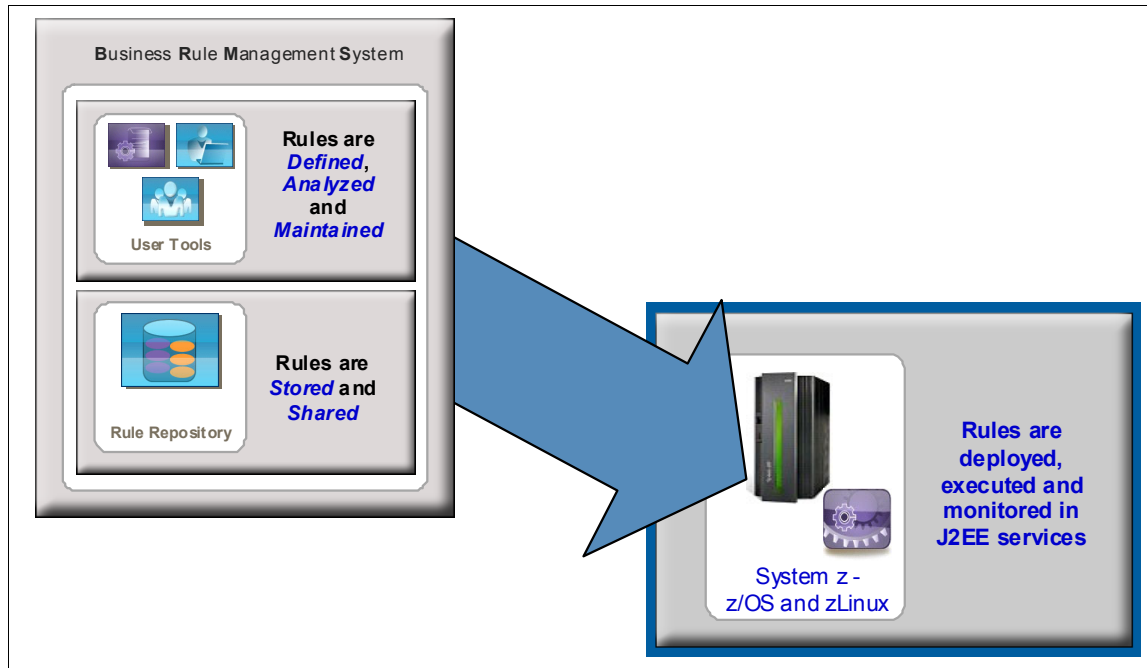 Business Rule Management System
Rules are
Defined,
Analyzed
and
Maintained
User Tools
Rules are
Stored and
Shared
Rule Repository
Rules are
deployed,
executed and
monitored in
J2EE services
System z -
z/OS and zLinux